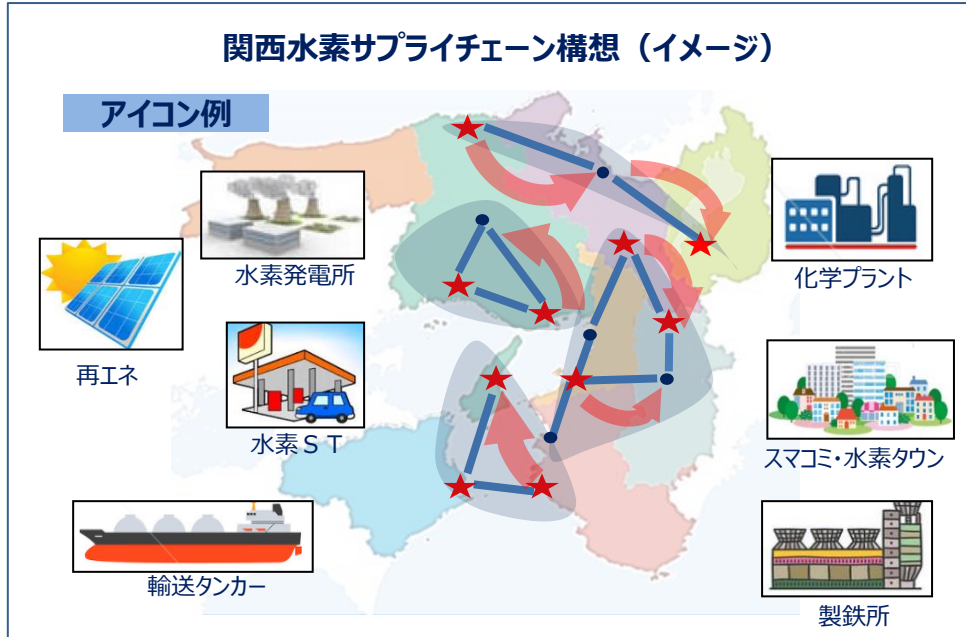 関西水素サプライチェーン構想（イメージ）
アイコン例
水素発電所
化学プラント
再エネ
水素ＳＴ
スマコミ・水素タウン
輸送タンカー
製鉄所